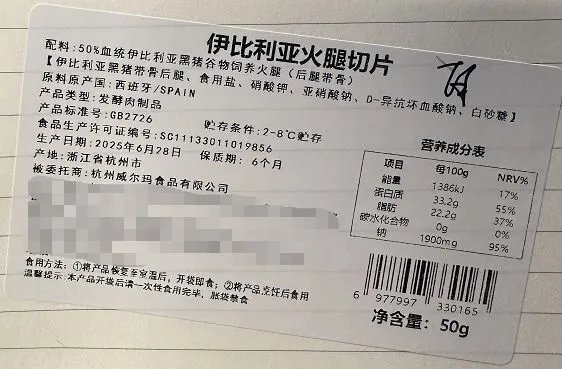 伊比利亚火腿切片
配料:50%血统伊比利亚黑猪谷物饲养火腿(后腿带骨)
【伊比利亚黑猪带骨后腿、食用盐、硝酸钾、亚硝酸钠、D-异抗坏血酸钠、白砂糖】
原料原产国:西班牙/SPAIN
产品类型:发酵肉制品
产品标准号:GB2726
贮存条件:2-8℃贮存
食品生产许可证编号:SC11133011019856
生产日期:2025年6月28日 保质期:6个月
产地:浙江省杭州市
被委托商:杭州威尔玛食品有限公司
食用方法:①将产品恢复至室温后,开袋即食;②将产品烹饪后食用
温馨提示:本产品开袋后请一次性食用完毕,胀袋禁食
营养成分表
项目 每100g NRV%
能量 1386kJ 17%
蛋白质 33.2g 55%
脂肪 22.2g 37%
碳水化合物 0g 0%
钠 1900mg 95%
6 977997 330165
净含量:50g